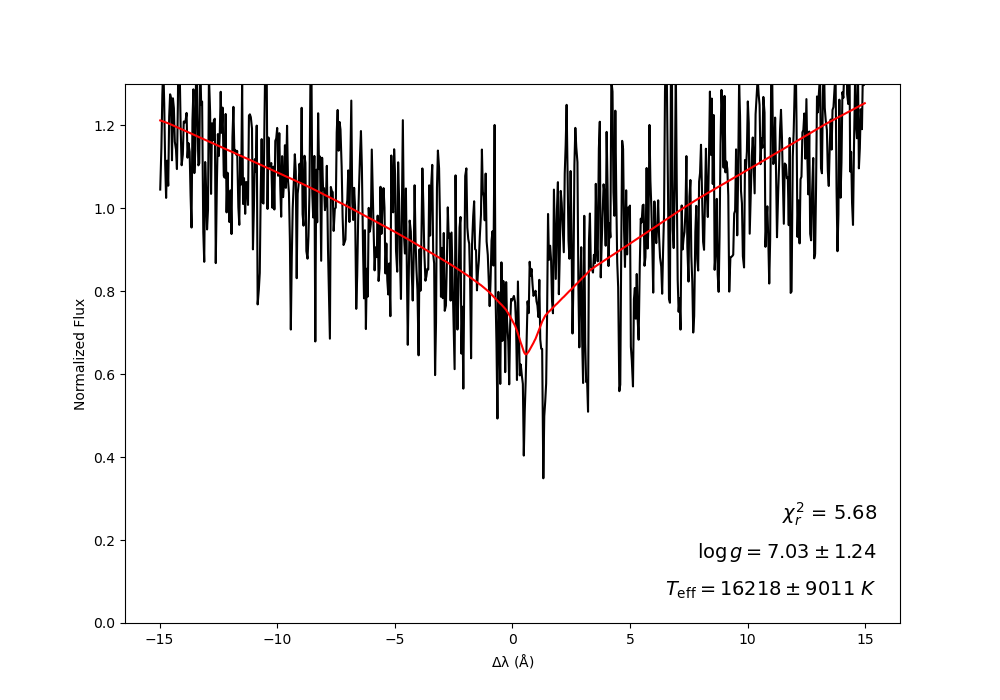 Normalized Flux
1.2
1.0
0.8
0.6
0.4
0.2
0.0
χ²ᵣ = 5.68
log g = 7.03 ± 1.24
T_eff = 16218 ± 9011 K
−15 −10 −5 0 5 10 15
Δλ (Å)